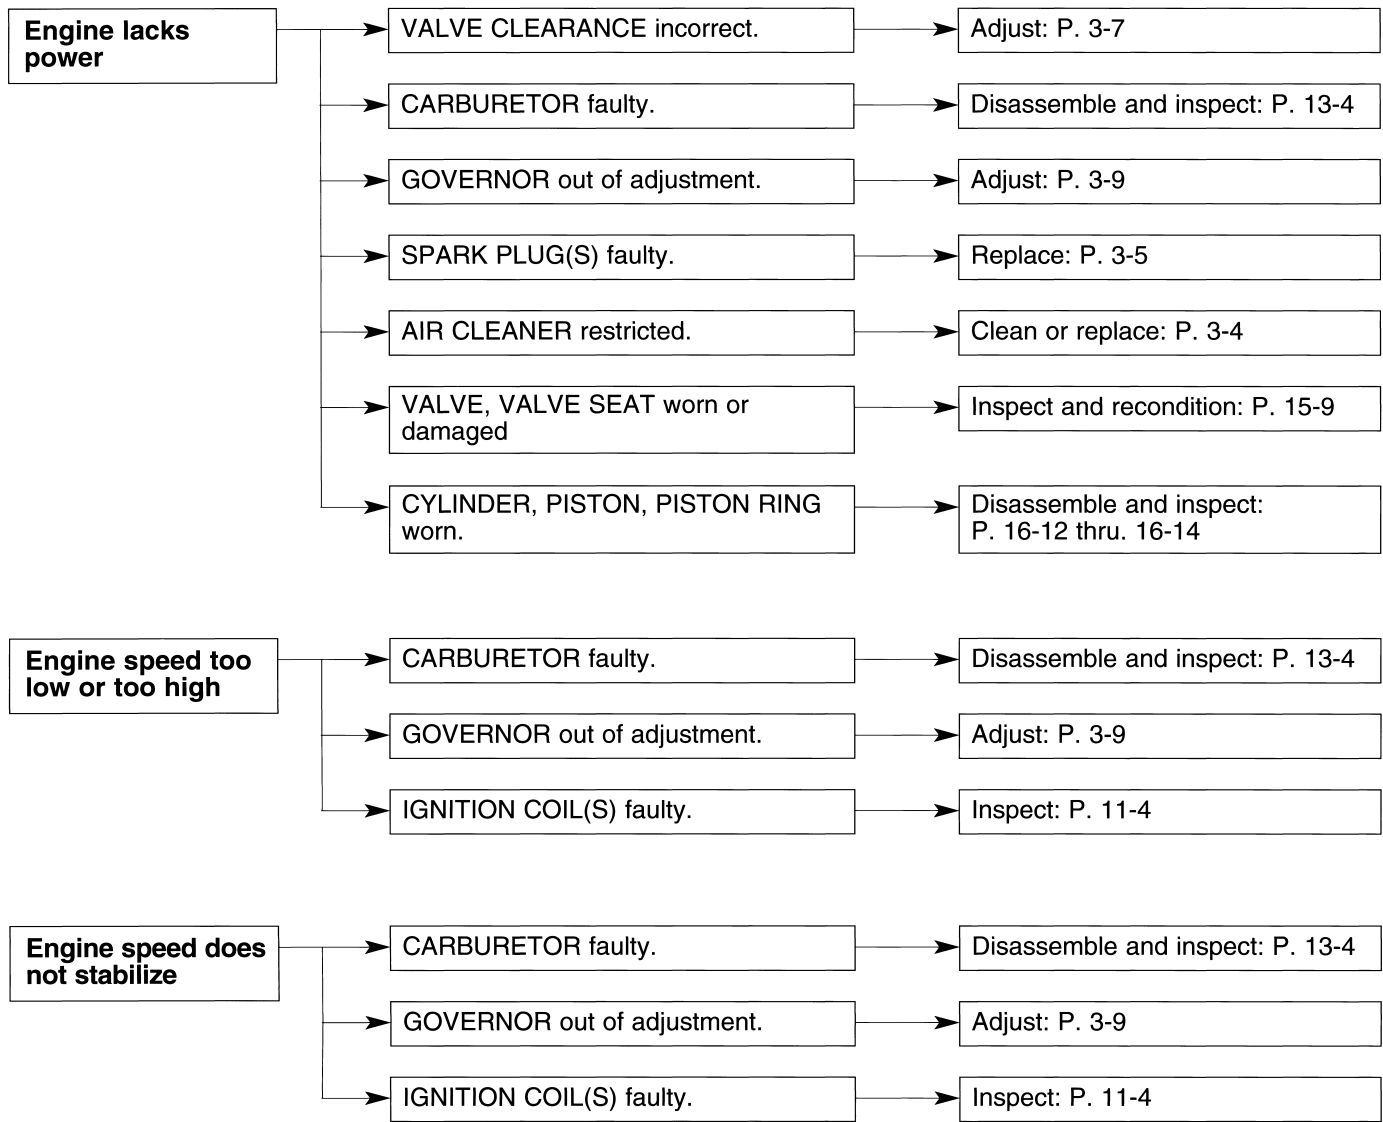 Engine lacks
power
VALVE CLEARANCE incorrect.
Adjust: P. 3-7
CARBURETOR faulty.
Disassemble and inspect: P. 13-4
GOVERNOR out of adjustment.
Adjust: P. 3-9
SPARK PLUG(S) faulty.
Replace: P. 3-5
AIR CLEANER restricted.
Clean or replace: P. 3-4
VALVE, VALVE SEAT worn or
damaged
Inspect and recondition: P. 15-9
CYLINDER, PISTON, PISTON RING
worn.
Disassemble and inspect:
P. 16-12 thru. 16-14
Engine speed too
low or too high
CARBURETOR faulty.
Disassemble and inspect: P. 13-4
GOVERNOR out of adjustment.
Adjust: P. 3-9
IGNITION COIL(S) faulty.
Inspect: P. 11-4
Engine speed does
not stabilize
CARBURETOR faulty.
Disassemble and inspect: P. 13-4
GOVERNOR out of adjustment.
Adjust: P. 3-9
IGNITION COIL(S) faulty.
Inspect: P. 11-4